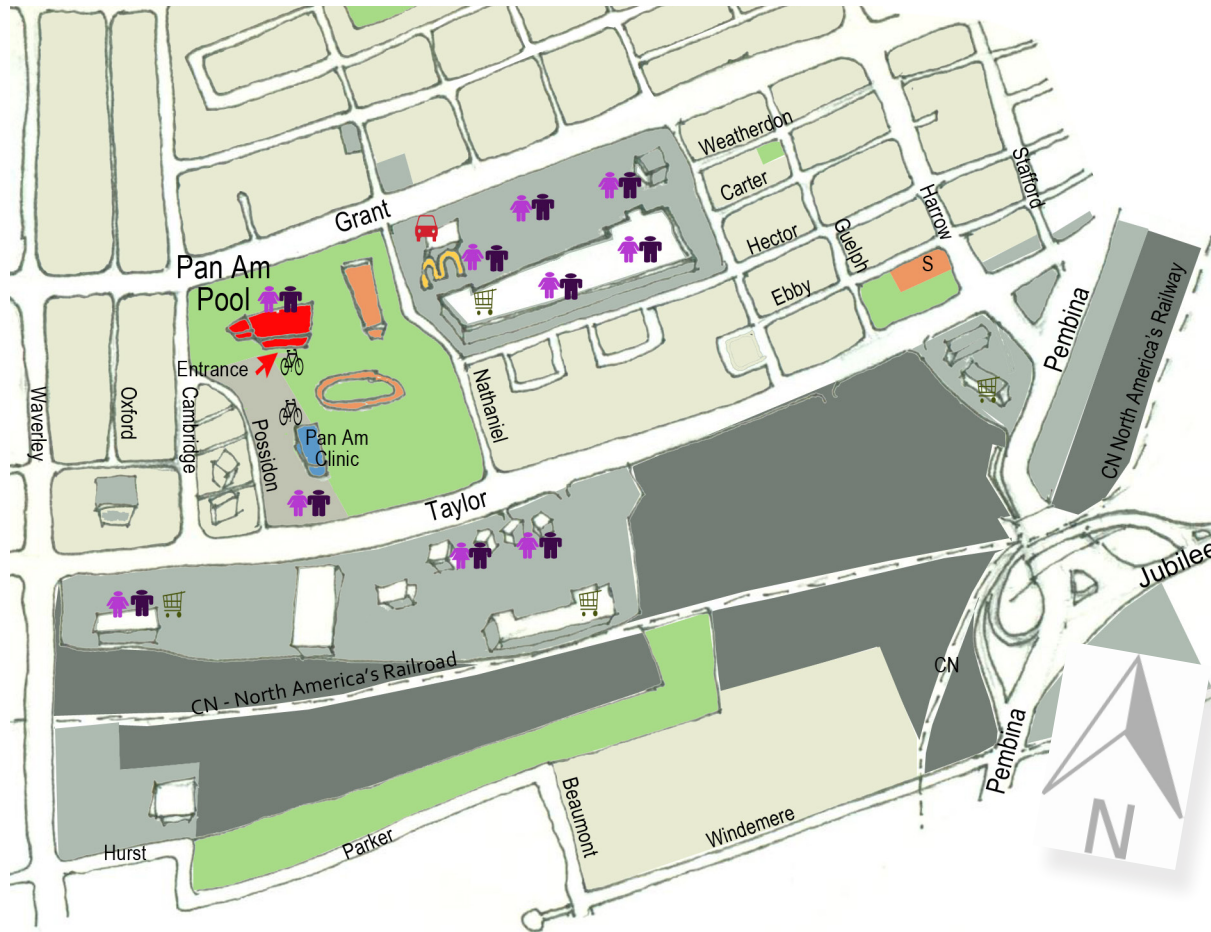 Weatherdon
Carter
Stafford
Grant
Harrow
Hector
Guelph
S
Pan Am
Pool
Ebby
Pembina
CN North America's Railway
Entrance
Waverley
Oxford
Cambridge
Possidon
Nathaniel
Pan Am
Clinic
Taylor
Jubilee
CN - North America's Railroad
CN
Pembina
Beaumont
Windemere
Parker
Hurst
N